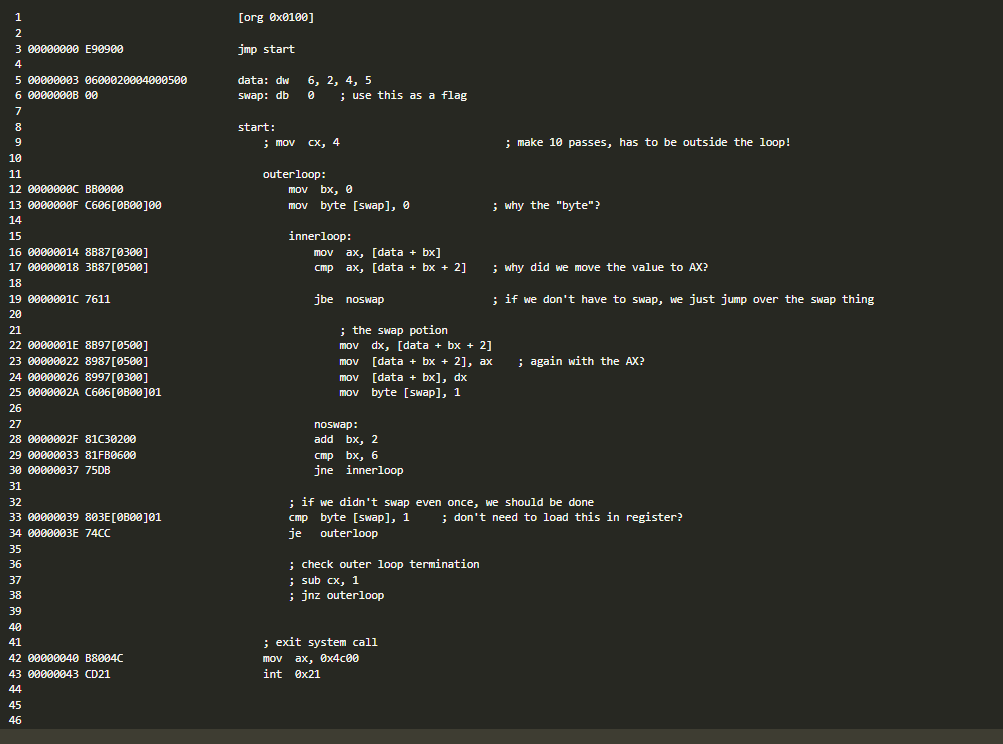 1 [org 0x0100]
2
3 00000000 E90900 jmp start
4
5 00000003 0600020004000500 data: dw 6, 2, 4, 5
6 0000000B 00 swap: db 0 ; use this as a flag
7
8 start:
9 ; mov cx, 4 ; make 10 passes, has to be outside the loop!
10
11 outerloop:
12 0000000C BB0000 mov bx, 0
13 0000000F C606[0B00]00 mov byte [swap], 0 ; why the "byte"?
14
15 innerloop:
16 00000014 8B87[0300] mov ax, [data + bx]
17 00000018 3B87[0500] cmp ax, [data + bx + 2] ; why did we move the value to AX?
18
19 0000001C 7611 jbe noswap ; if we don't have to swap, we just jump over the swap thing
20
21 ; the swap potion
22 0000001E 8B97[0500] mov dx, [data + bx + 2]
23 00000022 8987[0500] mov [data + bx + 2], ax ; again with the AX?
24 00000026 8997[0300] mov [data + bx], dx
25 0000002A C606[0B00]01 mov byte [swap], 1
26
27 noswap:
28 0000002F 81C30200 add bx, 2
29 00000033 81FB0600 cmp bx, 6
30 00000037 75DB jne innerloop
31
32 ; if we didn't swap even once, we should be done
33 00000039 803E[0B00]01 cmp byte [swap], 1 ; don't need to load this in register?
34 0000003E 74CC je outerloop
35
36 ; check outer loop termination
37 ; sub cx, 1
38 ; jnz outerloop
39
40
41 ; exit system call
42 00000040 B8004C mov ax, 0x4c00
43 00000043 CD21 int 0x21
44
45
46